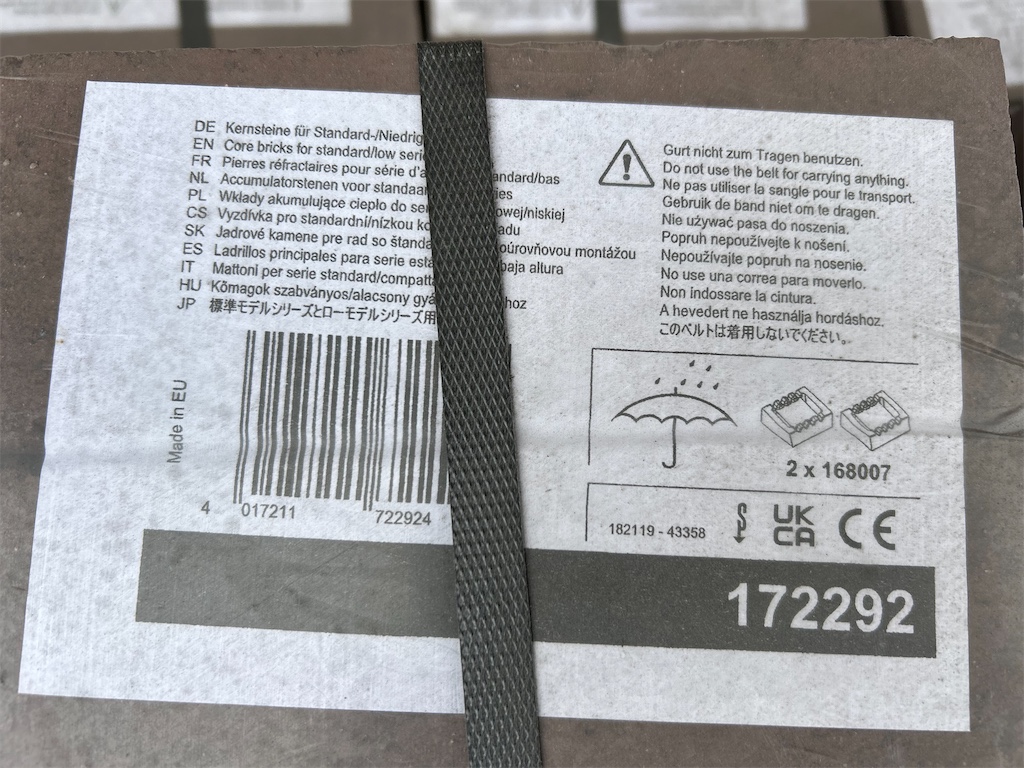 DE Kernsteine für Standard-/Niedrig
EN Core bricks for standard/low seri
FR Pierres réfractaires pour série d'a andard/bas
NL Accumulatorstenen voor standaa ies
PL Wkłady akumulujące ciepło do se owej/niskiej
CS Vyzdívka pro standardní/nízkou ko adu
SK Jadrové kamene pre rad so štanda oúrovňovou montážou
ES Ladrillos principales para serie está baja altura
IT Mattoni per serie standard/compatta
HU Kőmagok szabványos/alacsony gyá hoz
JP 標準モデルシリーズとローモデルシリーズ用
Gurt nicht zum Tragen benutzen.
Do not use the belt for carrying anything.
Ne pas utiliser la sangle pour le transport.
Gebruik de band niet om te dragen.
Nie używać pasa do noszenia.
Popruh nepoužívejte k nošení.
Nepoužívajte popruh na nosenie.
No use una correa para moverlo.
Non indossare la cintura.
A hevedert ne használja hordáshoz.
このベルトは着用しないでください。
Made in EU
4 017211 722924
2 x 168007
182119 - 43358 UK CA CE
172292